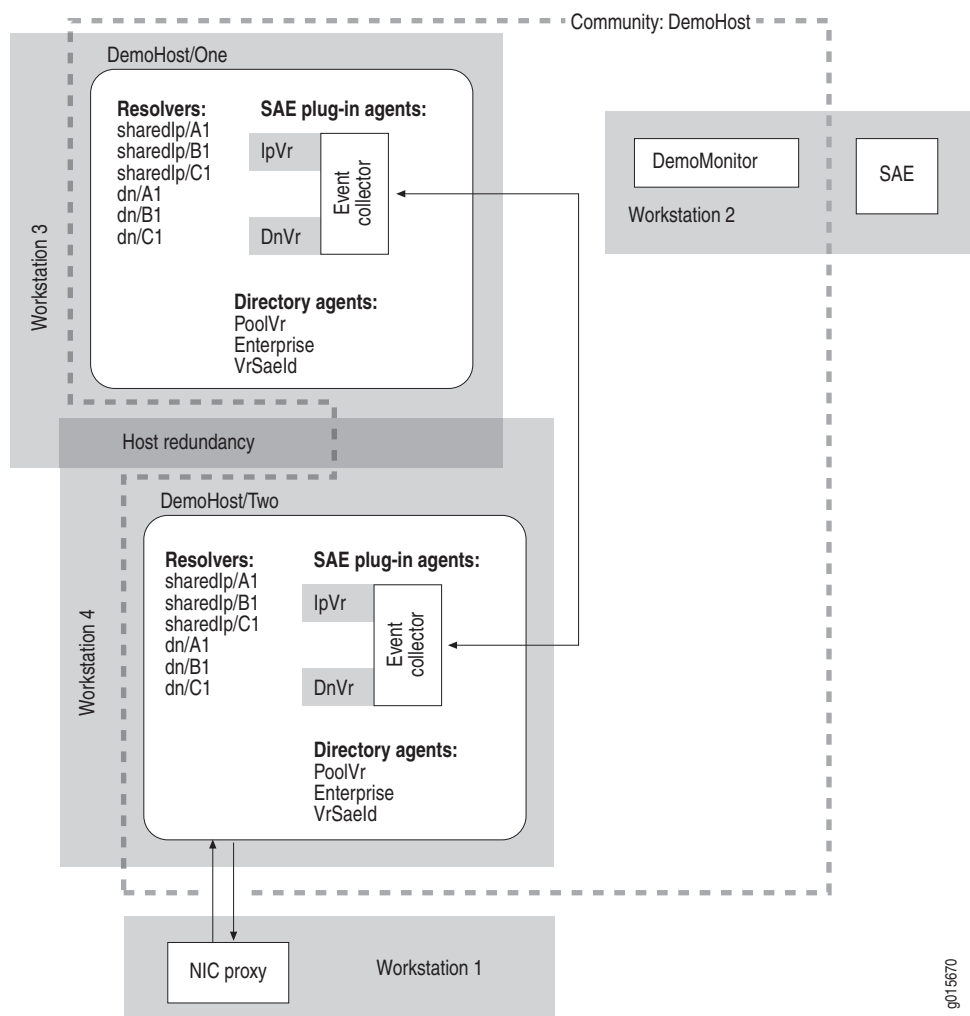 Community: DemoHost
DemoHost/One
Resolvers:
sharedIp/A1
sharedIp/B1
sharedIp/C1
dn/A1
dn/B1
dn/C1
SAE plug-in agents:
IpVr
DnVr
Event
collector
Directory agents:
PoolVr
Enterprise
VrSaeId
Workstation 3
DemoMonitor
SAE
Workstation 2
Host redundancy
DemoHost/Two
Resolvers:
sharedIp/A1
sharedIp/B1
sharedIp/C1
dn/A1
dn/B1
dn/C1
SAE plug-in agents:
IpVr
DnVr
Event
collector
Directory agents:
PoolVr
Enterprise
VrSaeId
Workstation 4
NIC proxy
Workstation 1
g015670